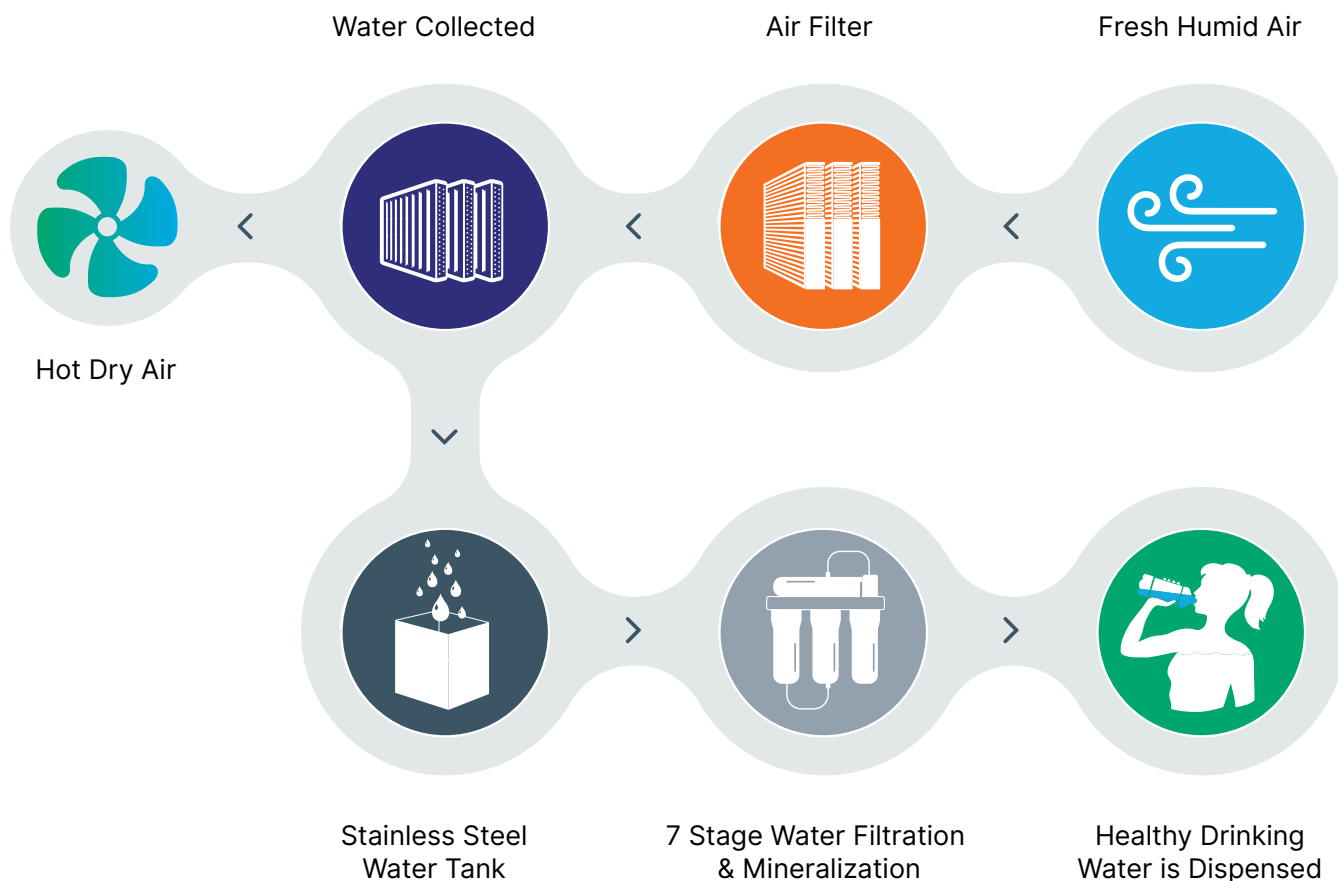 Water Collected
Air Filter
Fresh Humid Air
Hot Dry Air
Stainless Steel
Water Tank
7 Stage Water Filtration
& Mineralization
Healthy Drinking
Water is Dispensed